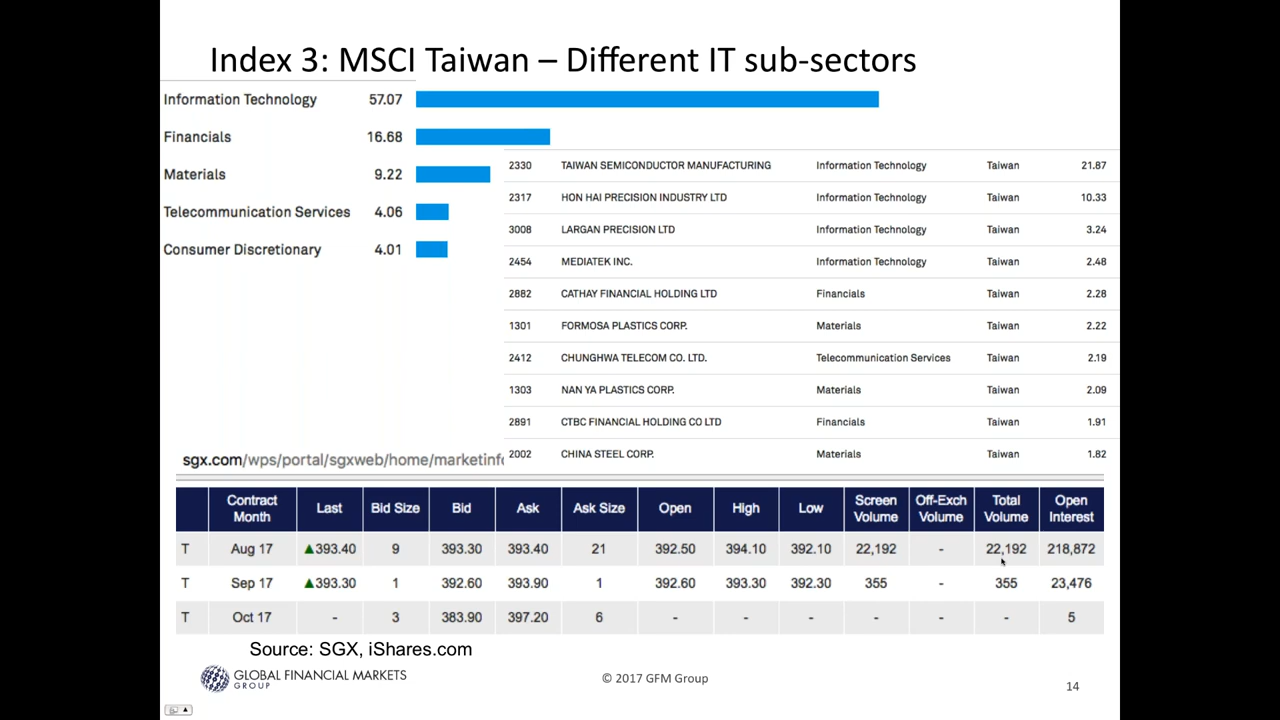 Index 3: MSCI Taiwan – Different IT sub-sectors
Information Technology 57.07
Financials 16.68
Materials 9.22
Telecommunication Services 4.06
Consumer Discretionary 4.01
2330 TAIWAN SEMICONDUCTOR MANUFACTURING Information Technology Taiwan 21.87
2317 HON HAI PRECISION INDUSTRY LTD Information Technology Taiwan 10.33
3008 LARGAN PRECISION LTD Information Technology Taiwan 3.24
2454 MEDIATEK INC. Information Technology Taiwan 2.48
2882 CATHAY FINANCIAL HOLDING LTD Financials Taiwan 2.28
1301 FORMOSA PLASTICS CORP. Materials Taiwan 2.22
2412 CHUNGHWA TELECOM CO. LTD. Telecommunication Services Taiwan 2.19
1303 NAN YA PLASTICS CORP. Materials Taiwan 2.09
2891 CTBC FINANCIAL HOLDING CO LTD Financials Taiwan 1.91
2002 CHINA STEEL CORP. Materials Taiwan 1.82
sgx.com/wps/portal/sgxweb/home/marketinfo
Contract Month Last Bid Size Bid Ask Ask Size Open High Low Screen Volume Off-Exch Volume Total Volume Open Interest
T Aug 17 ▲393.40 9 393.30 393.40 21 392.50 394.10 392.10 22,192 - 22,192 218,872
T Sep 17 ▲393.30 1 392.60 393.90 1 392.60 393.30 392.30 355 - 355 23,476
T Oct 17 - 3 383.90 397.20 6 - - - - - - 5
Source: SGX, iShares.com
GLOBAL FINANCIAL MARKETS
GROUP
© 2017 GFM Group
14